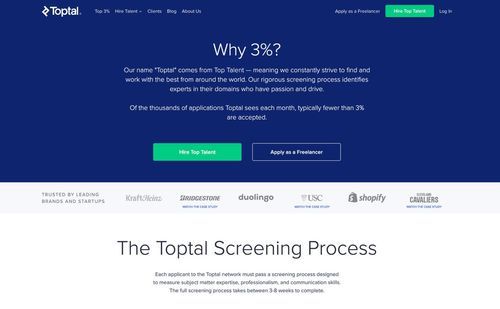 Toptal
Top 3% Hire Talent Clients Blog About Us Apply as a Freelancer Hire Top Talent Log In
Why 3%?
Our name "Toptal" comes from Top Talent — meaning we constantly strive to find and
work with the best from around the world. Our rigorous screening process identifies
experts in their domains who have passion and drive.
Of the thousands of applications Toptal sees each month, typically fewer than 3%
are accepted.
Hire Top Talent Apply as a Freelancer
TRUSTED BY LEADING
BRANDS AND STARTUPS
Kraft Heinz BRIDGESTONE duolingo USC shopify CLEVELAND CAVALIERS
WATCH THE CASE STUDY WATCH THE CASE STUDY WATCH THE CASE STUDY
The Toptal Screening Process
Each applicant to the Toptal network must pass a screening process designed
to measure subject matter expertise, professionalism, and communication skills.
The full screening process takes between 3-8 weeks to complete.